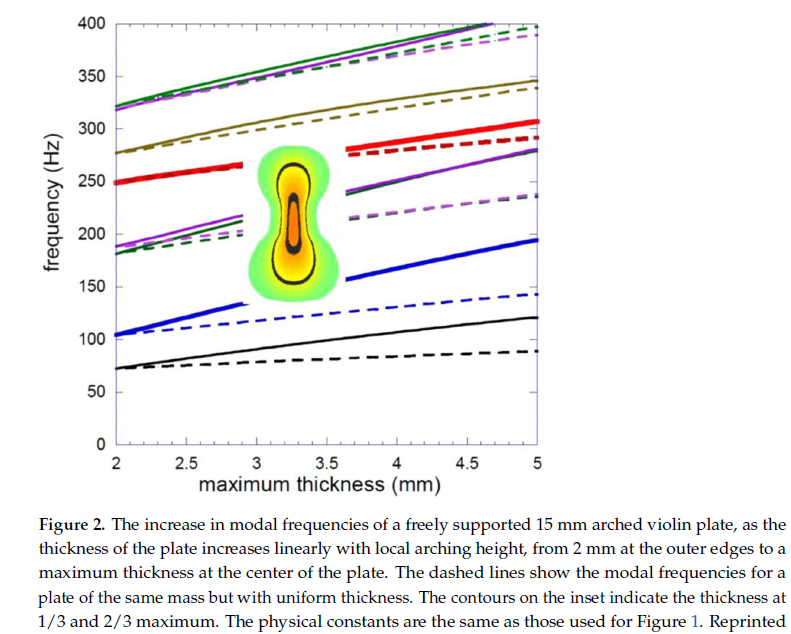 400
350
300
250
200
150
100
50
0
frequency (Hz)
2 2.5 3 3.5 4 4.5 5
maximum thickness (mm)
Figure 2. The increase in modal frequencies of a freely supported 15 mm arched violin plate, as the
thickness of the plate increases linearly with local arching height, from 2 mm at the outer edges to a
maximum thickness at the center of the plate. The dashed lines show the modal frequencies for a
plate of the same mass but with uniform thickness. The contours on the inset indicate the thickness at
1/3 and 2/3 maximum. The physical constants are the same as those used for Figure 1. Reprinted